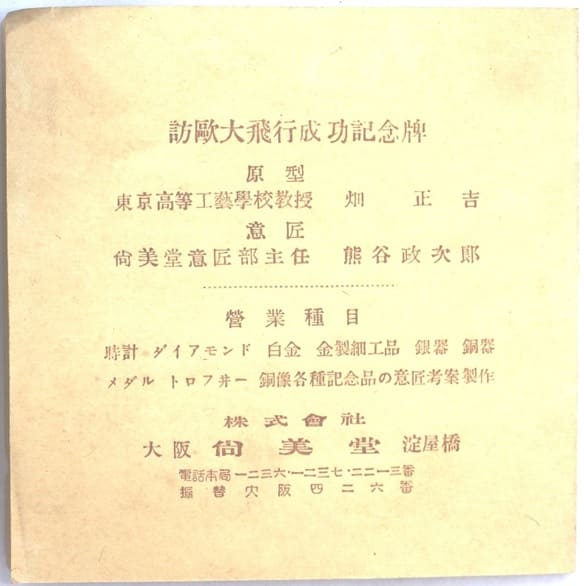 訪歐大飛行成功記念牌
原型
東京高等工藝學校教授 畑 正吉
意匠
尙美堂意匠部主任 熊谷政次郎
營業種目
時計 ダイアモンド 白金 金製細工品 銀器 銅器
メダル トロフ井ー 銅像各種記念品の意匠考案製作
株式會社
大阪 尙美堂 淀屋橋
電話本局一二三六・一二三七・二二一三番
振替大阪四二六番